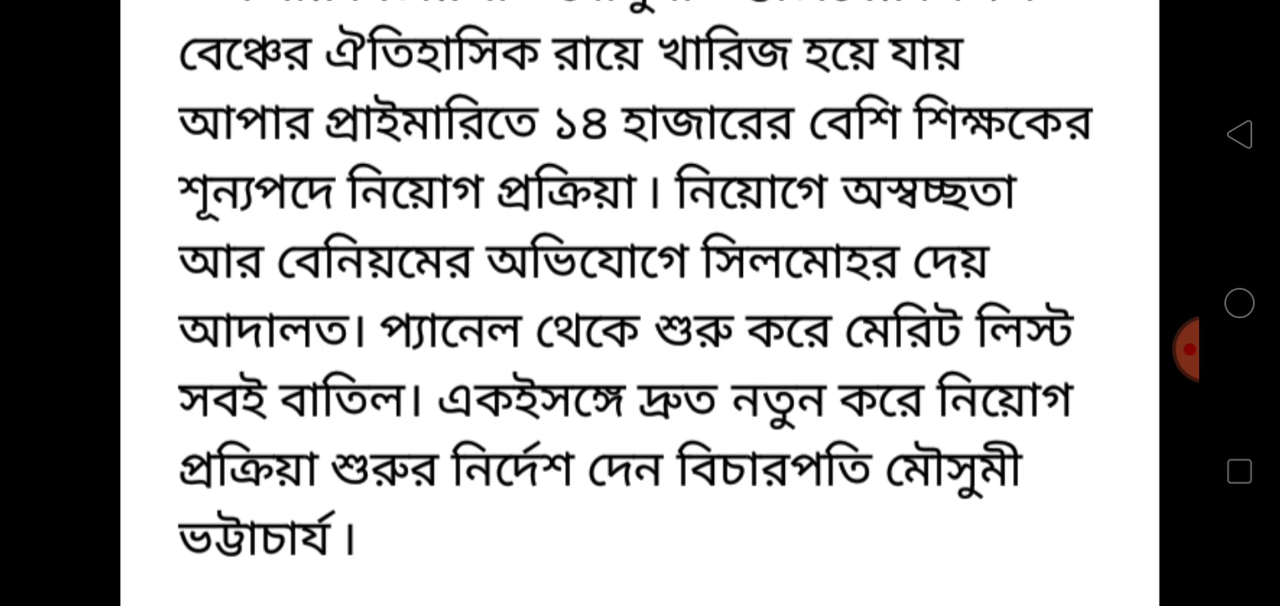 বেঞ্চের ঐতিহাসিক রায়ে খারিজ হয়ে যায়
আপার প্রাইমারিতে ১৪ হাজারের বেশি শিক্ষকের
শূন্যপদে নিয়োগ প্রক্রিয়া। নিয়োগে অস্বচ্ছতা
আর বেনিয়মের অভিযোগে সিলমোহর দেয়
আদালত। প্যানেল থেকে শুরু করে মেরিট লিস্ট
সবই বাতিল। একইসঙ্গে দ্রুত নতুন করে নিয়োগ
প্রক্রিয়া শুরুর নির্দেশ দেন বিচারপতি মৌসুমী
ভট্টাচার্য।